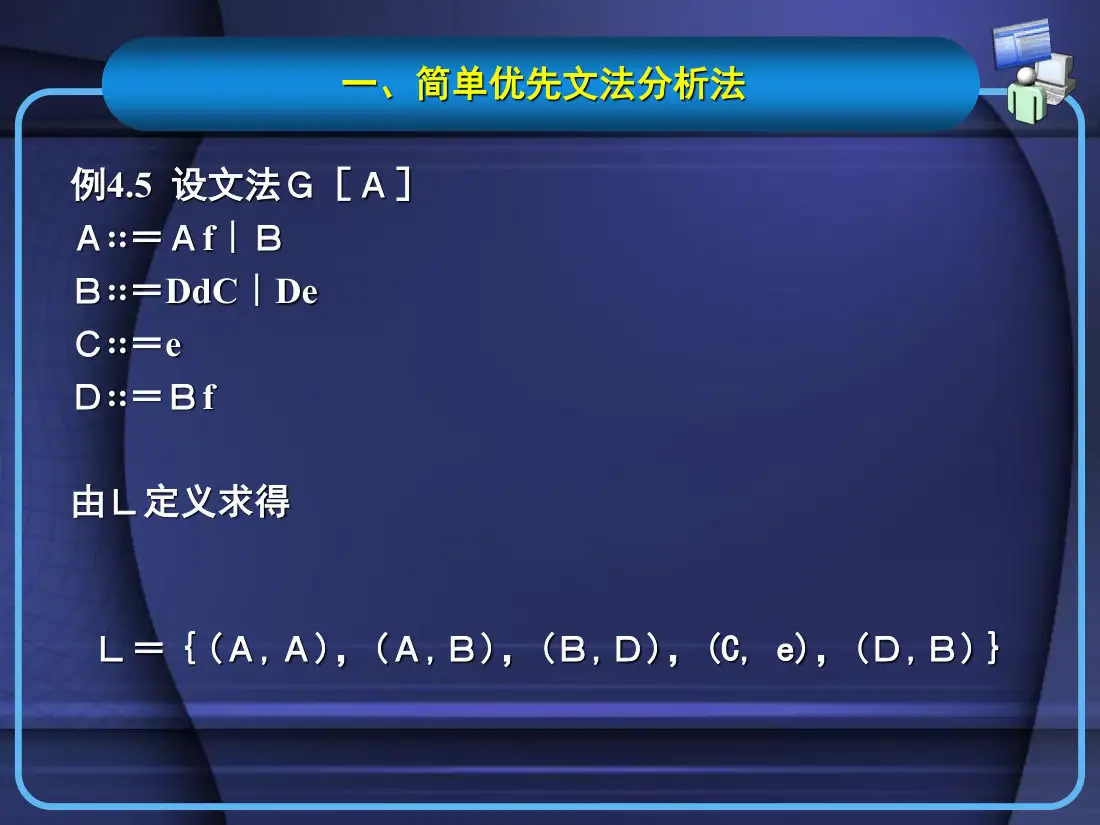 一、简单优先文法分析法
例4.5 设文法G［A］
A::=Af｜B
B::=DdC｜De
C::=e
D::=Bf
由L定义求得
L={(A,A),(A,B),(B,D),(C, e),(D,B)}